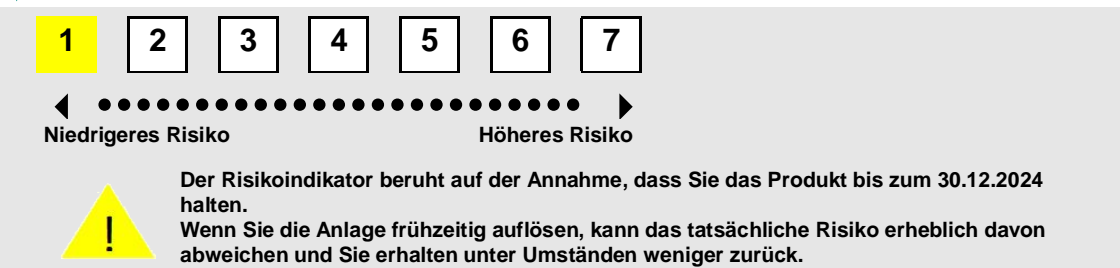 1 2 3 4 5 6 7
Niedrigeres Risiko Höheres Risiko
Der Risikoindikator beruht auf der Annahme, dass Sie das Produkt bis zum 30.12.2024
halten.
Wenn Sie die Anlage frühzeitig auflösen, kann das tatsächliche Risiko erheblich davon
! abweichen und Sie erhalten unter Umständen weniger zurück.